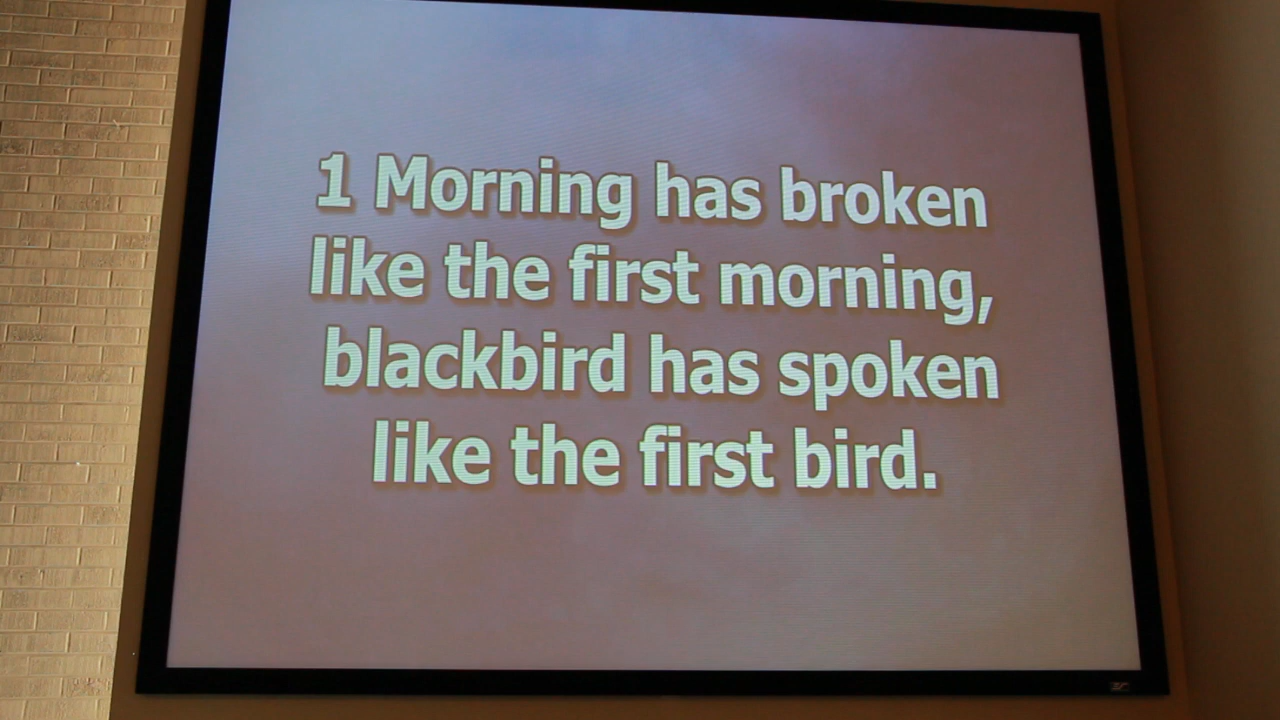 1 Morning has broken
like the first morning,
blackbird has spoken
like the first bird.